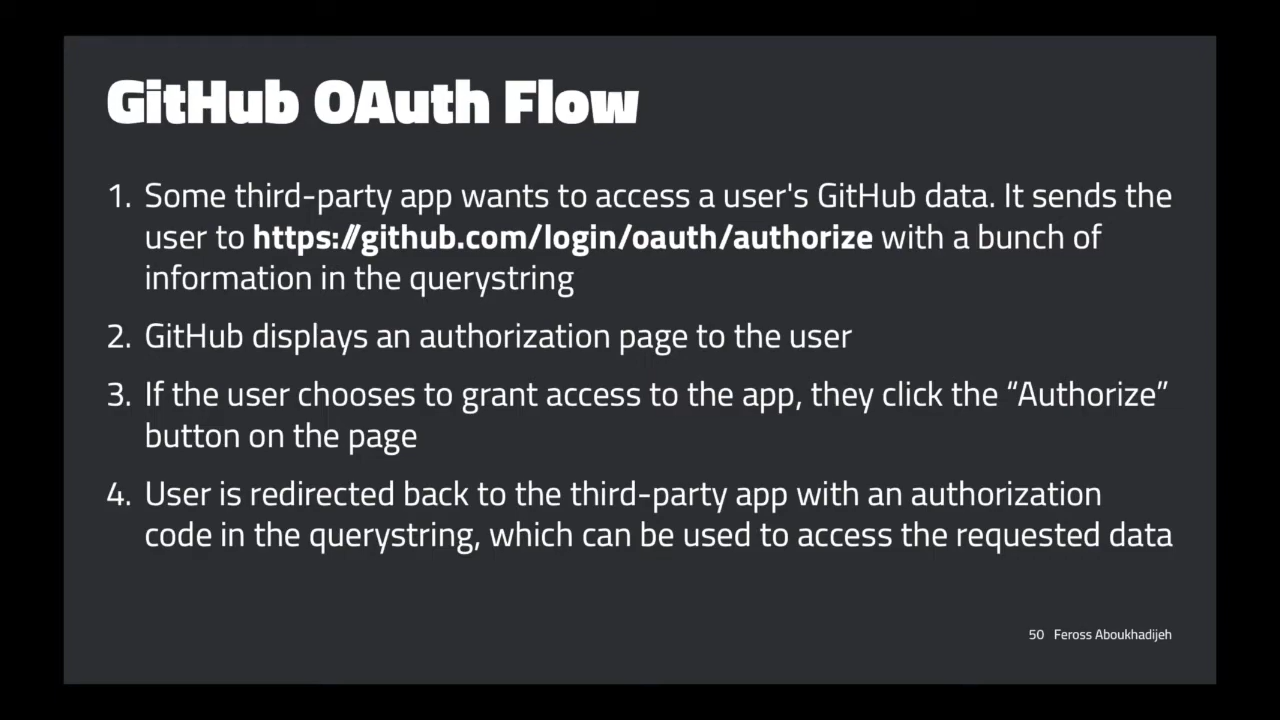 GitHub OAuth Flow
1. Some third-party app wants to access a user's GitHub data. It sends the
user to https://github.com/login/oauth/authorize with a bunch of
information in the querystring
2. GitHub displays an authorization page to the user
3. If the user chooses to grant access to the app, they click the “Authorize”
button on the page
4. User is redirected back to the third-party app with an authorization
code in the querystring, which can be used to access the requested data
50 Feross Aboukhadijeh